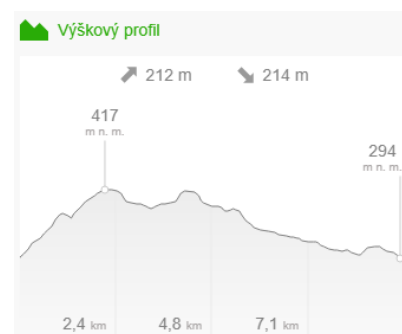 Výškový profil
212 m 214 m
417
m n. m.
294
m n. m.
2,4 km 4,8 km 7,1 km